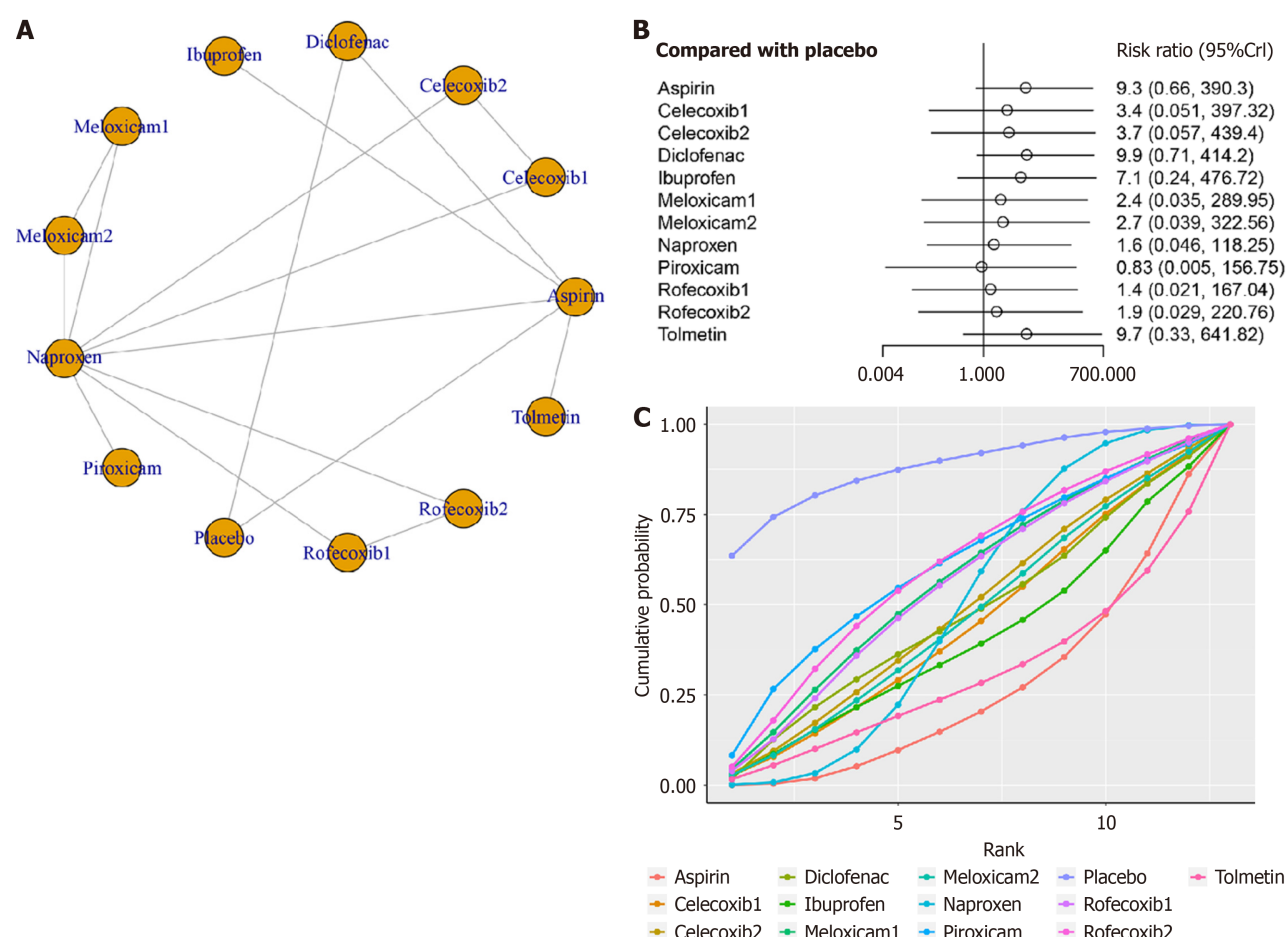 A
Ibuprofen
Diclofenac
Celecoxib2
Meloxicam1
Celecoxib1
Meloxicam2
Aspirin
Naproxen
Tolmetin
Piroxicam
Rofecoxib2
Placebo
Rofecoxib1
B
Compared with placebo Risk ratio (95%CrI)
Aspirin 9.3 (0.66, 390.3)
Celecoxib1 3.4 (0.051, 397.32)
Celecoxib2 3.7 (0.057, 439.4)
Diclofenac 9.9 (0.71, 414.2)
Ibuprofen 7.1 (0.24, 476.72)
Meloxicam1 2.4 (0.035, 289.95)
Meloxicam2 2.7 (0.039, 322.56)
Naproxen 1.6 (0.046, 118.25)
Piroxicam 0.83 (0.005, 156.75)
Rofecoxib1 1.4 (0.021, 167.04)
Rofecoxib2 1.9 (0.029, 220.76)
Tolmetin 9.7 (0.33, 641.82)
0.004 1.000 700.000
C
1.00
0.75
0.50
0.25
0.00
Cumulative probability
5 10
Rank
Aspirin Diclofenac Meloxicam2 Placebo Tolmetin
Celecoxib1 Ibuprofen Naproxen Rofecoxib1
Celecoxib2 Meloxicam1 Piroxicam Rofecoxib2